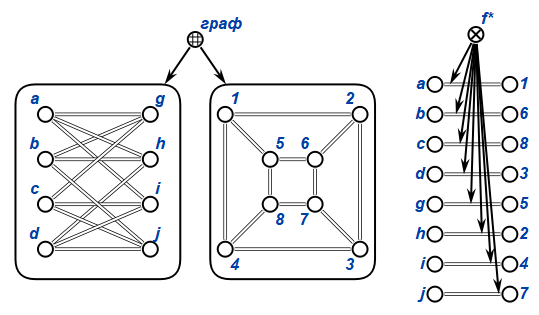 граф
f*
a g
b h
c i
d j
1 2
5 6
8 7
4 3
a 1
b 6
c 8
d 3
g 5
h 2
i 4
j 7